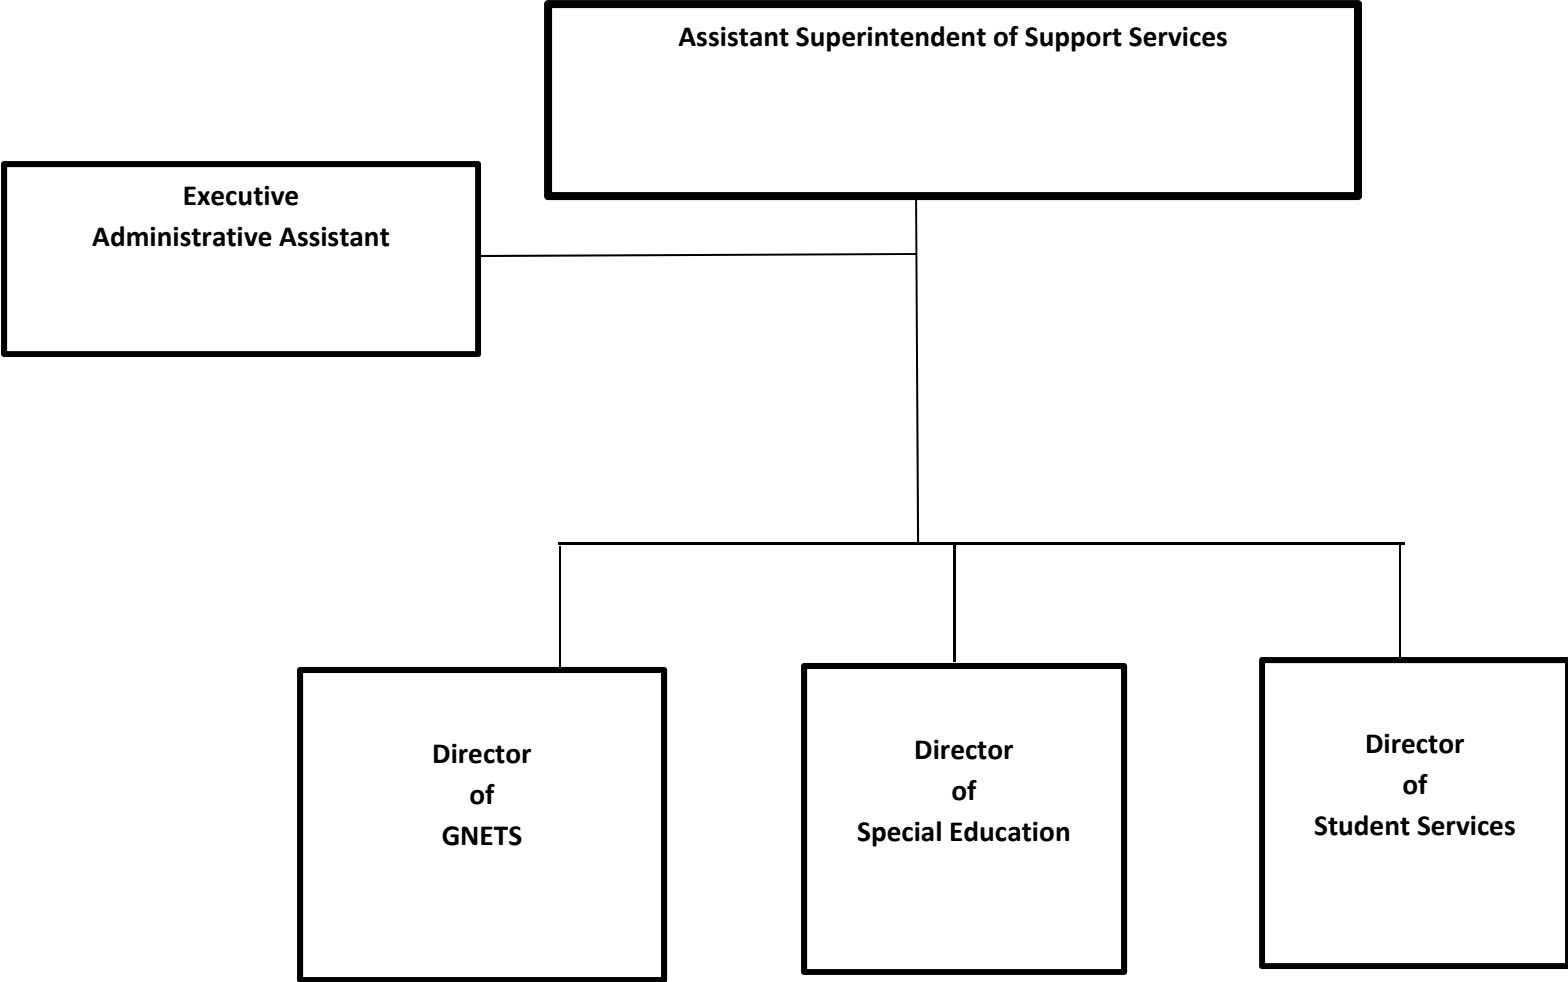 Assistant Superintendent of Support Services
Executive
Administrative Assistant
Director
of
GNETS
Director
of
Special Education
Director
of
Student Services